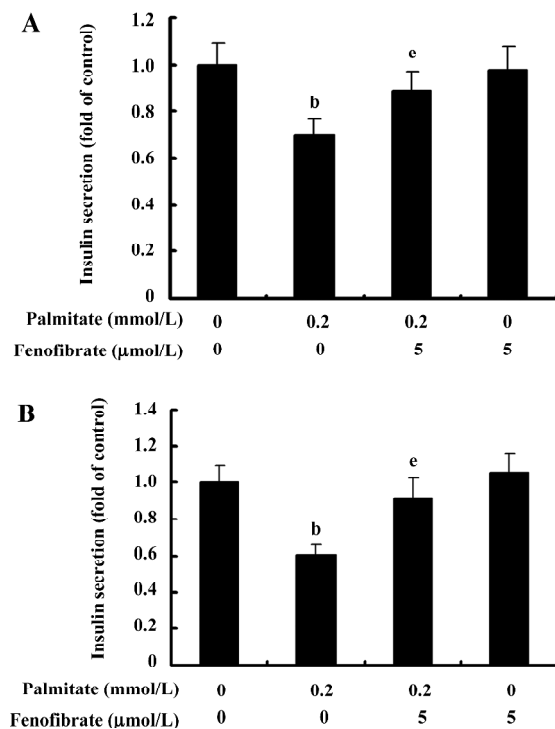 A
Insulin secretion (fold of control)
1.2
1.0
0.8
0.6
0.4
0.2
0
b
e
Palmitate (mmol/L) 0 0.2 0.2 0
Fenofibrate (μmol/L) 0 0 5 5
B
Insulin secretion (fold of control)
1.4
1.2
1.0
0.8
0.6
0.4
0.2
0
b
e
Palmitate (mmol/L) 0 0.2 0.2 0
Fenofibrate (μmol/L) 0 0 5 5